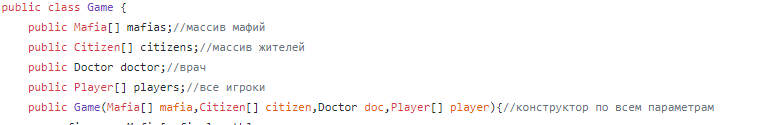 public class Game {
public Mafia[] mafias;//массив мафий
public Citizen[] citizens;//массив жителей
public Doctor doctor;//врач
public Player[] players;//все игроки
public Game(Mafia[] mafia,Citizen[] citizen,Doctor doc,Player[] player){//конструктор по всем параметрам